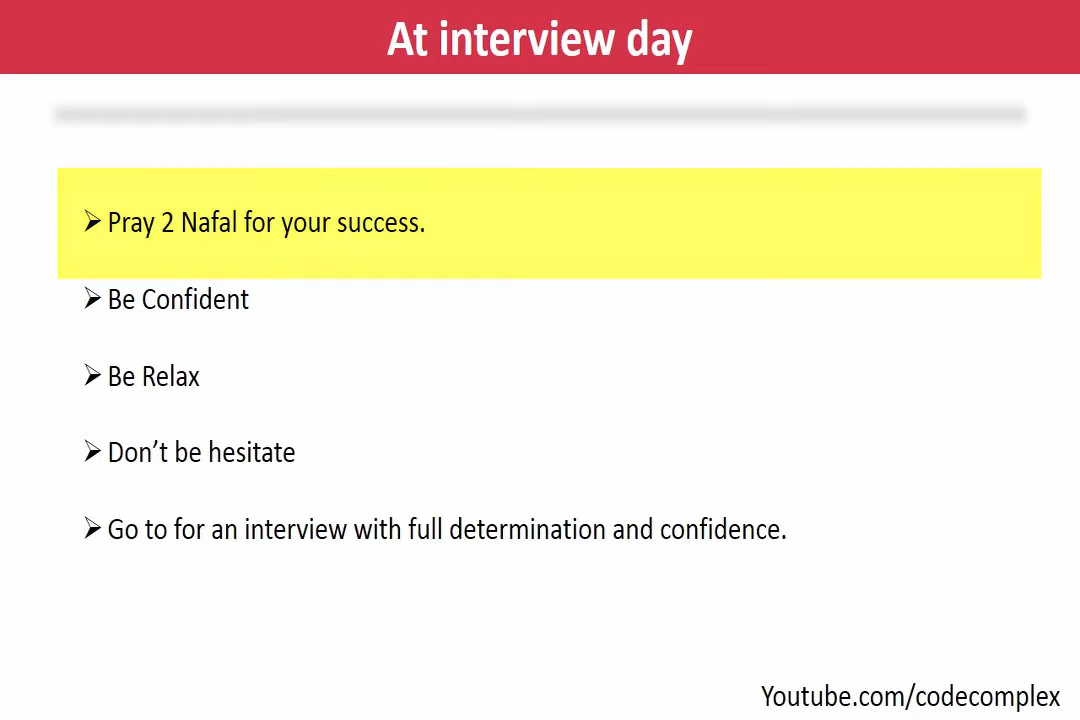 At interview day
➢ Pray 2 Nafal for your success.
➢ Be Confident
➢ Be Relax
➢ Don’t be hesitate
➢ Go to for an interview with full determination and confidence.
Youtube.com/codecomplex